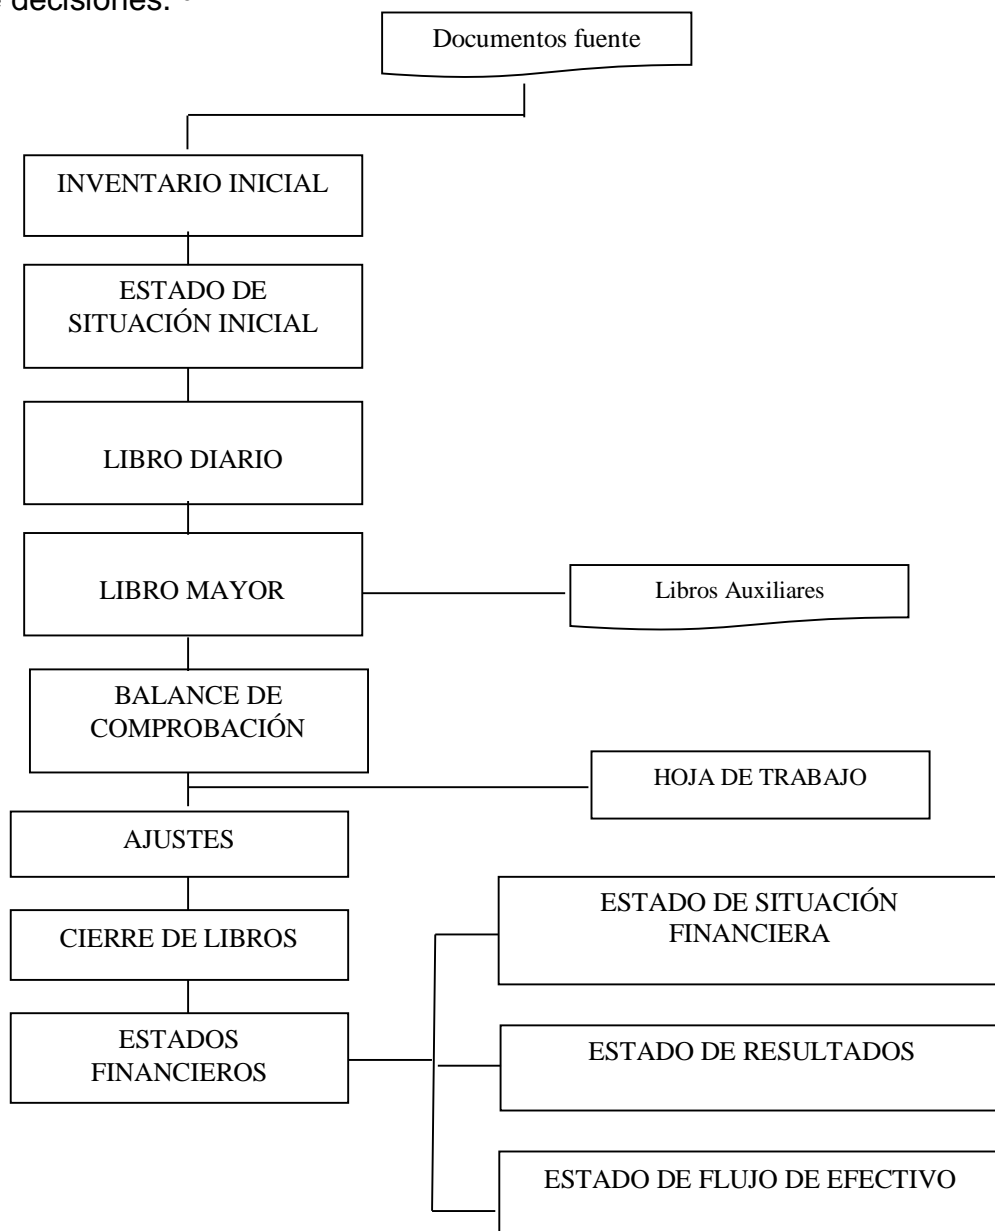 decisiones.
Documentos fuente
INVENTARIO INICIAL
ESTADO DE
SITUACIÓN INICIAL
LIBRO DIARIO
LIBRO MAYOR
Libros Auxiliares
BALANCE DE
COMPROBACIÓN
HOJA DE TRABAJO
AJUSTES
CIERRE DE LIBROS
ESTADO DE SITUACIÓN
FINANCIERA
ESTADOS
FINANCIEROS
ESTADO DE RESULTADOS
ESTADO DE FLUJO DE EFECTIVO